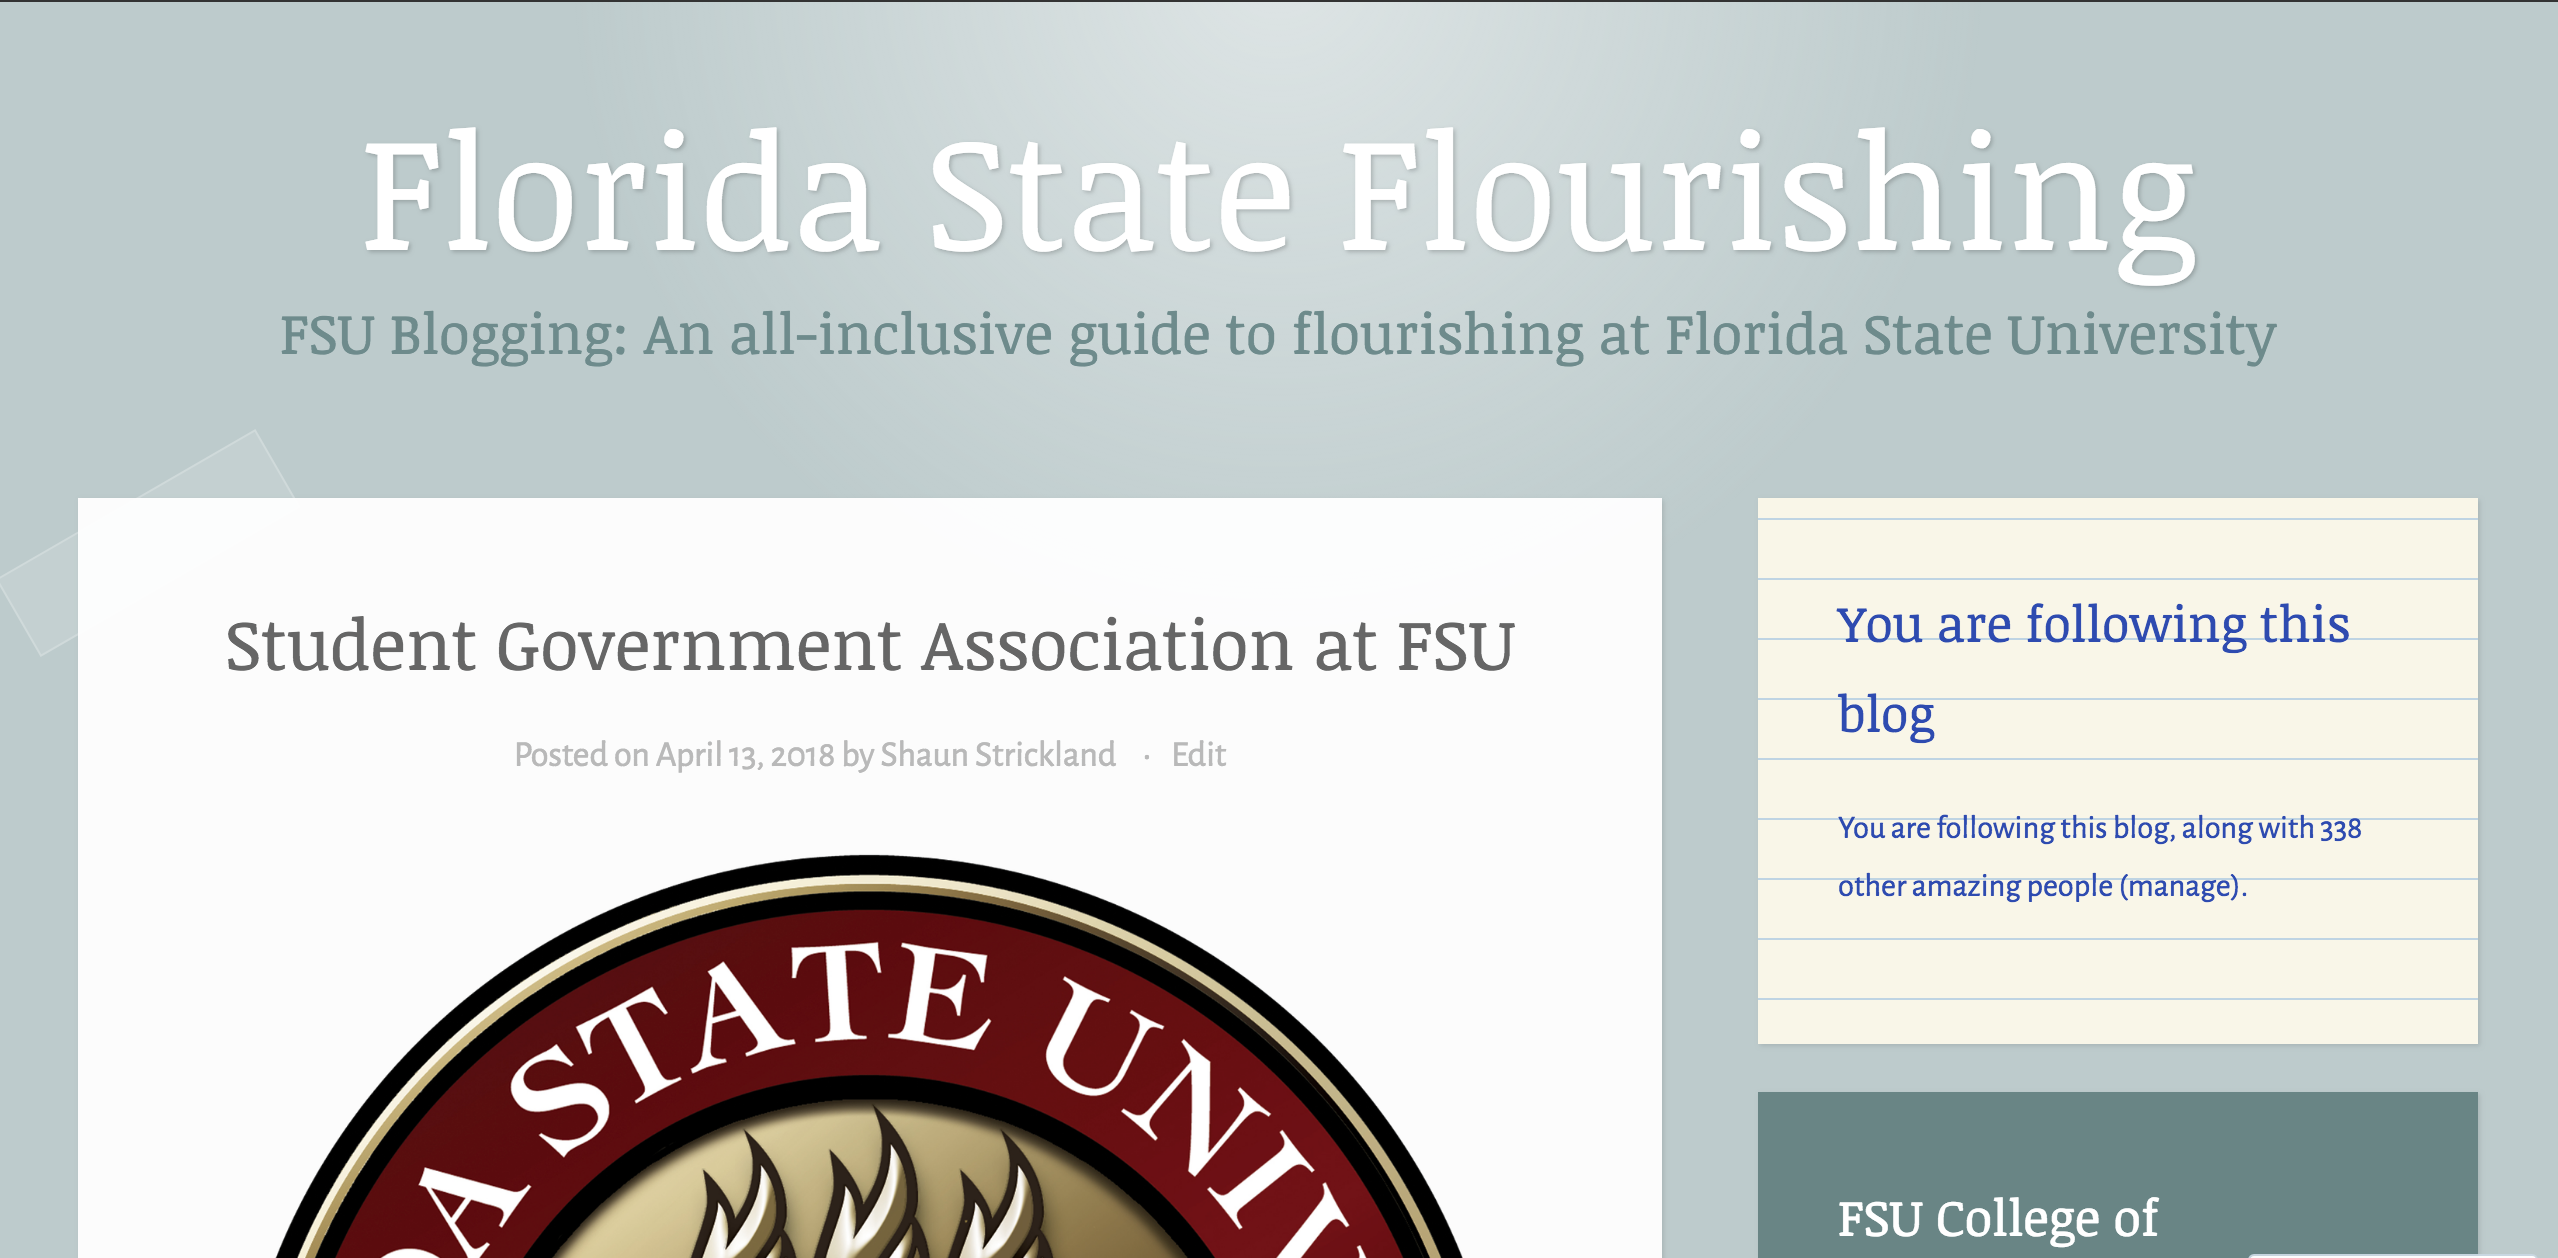 Florida State Flourishing
FSU Blogging: An all-inclusive guide to flourishing at Florida State University
Student Government Association at FSU
Posted on April 13, 2018 by Shaun Strickland · Edit
DA STATE UNIV
You are following this
blog
You are following this blog, along with 338
other amazing people (manage).
FSU College of